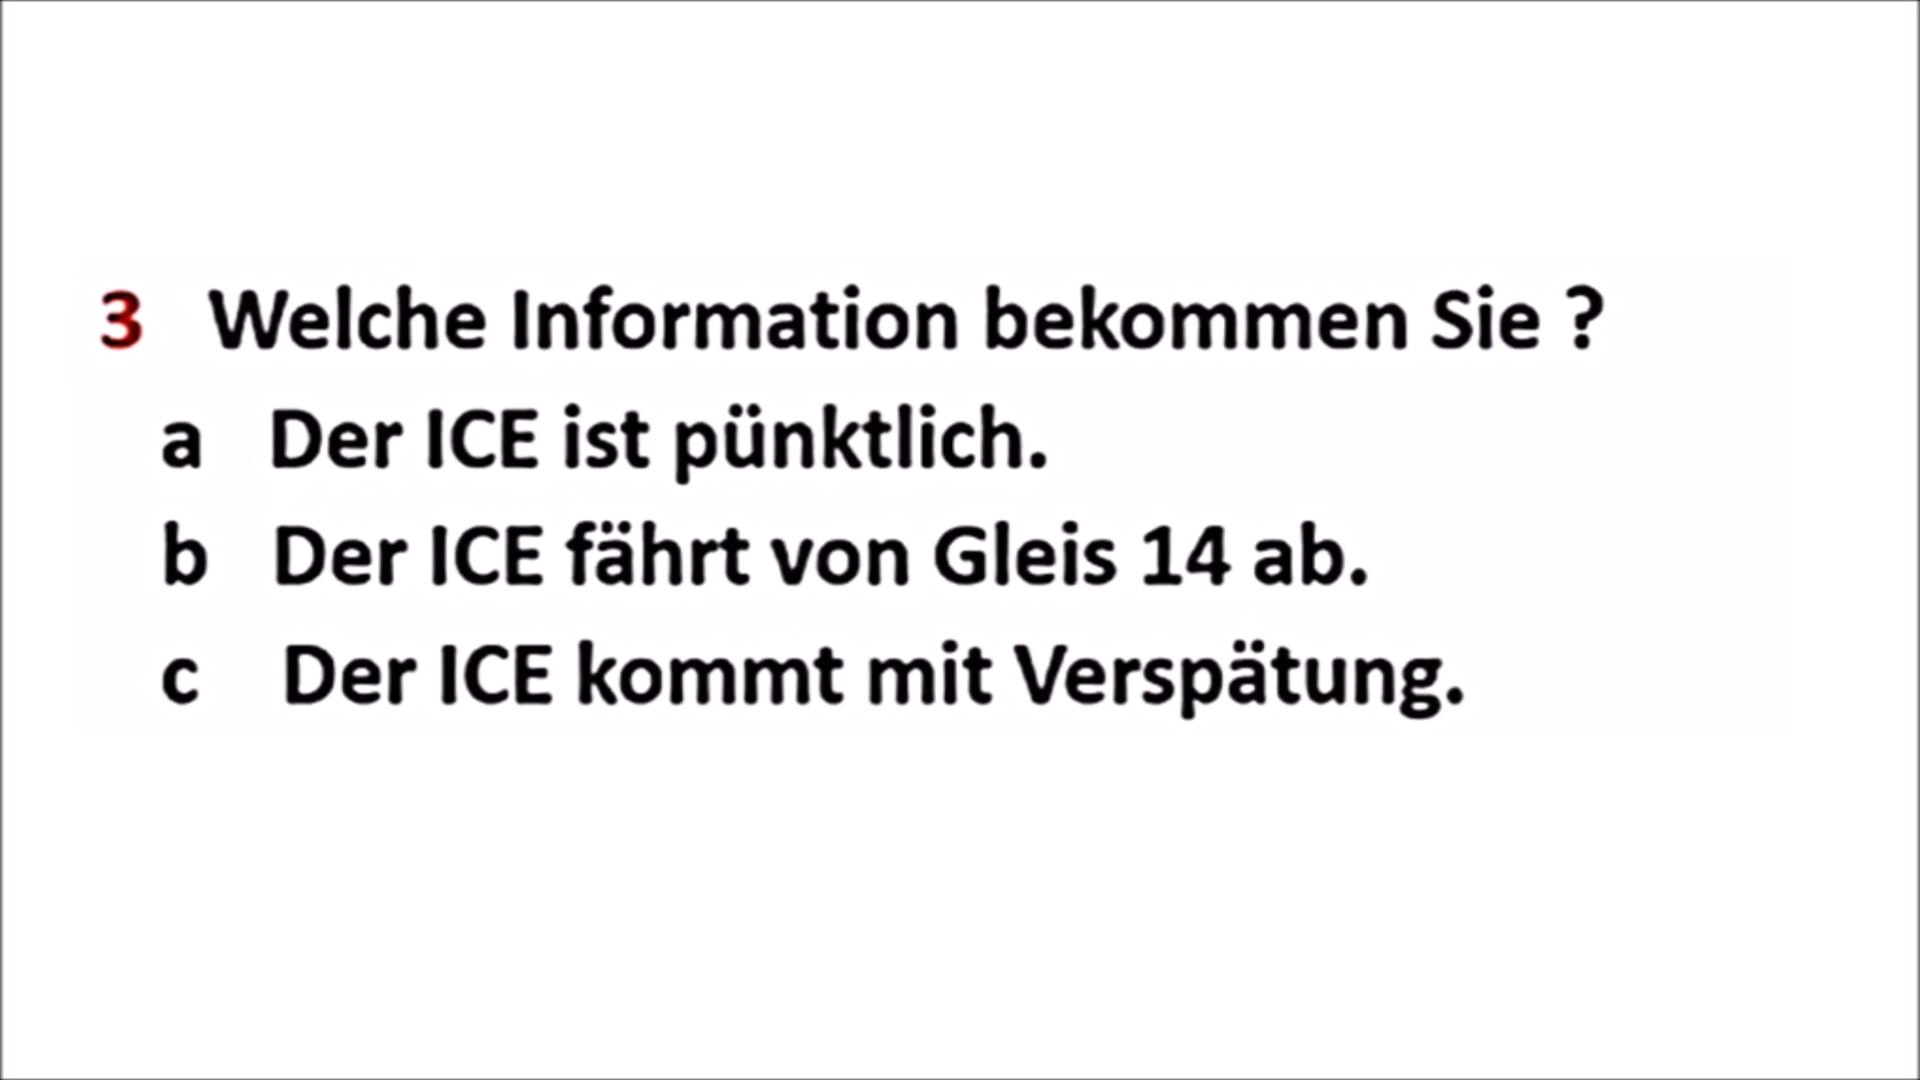 3 Welche Information bekommen Sie ?
a Der ICE ist pünktlich.
b Der ICE fährt von Gleis 14 ab.
c Der ICE kommt mit Verspätung.